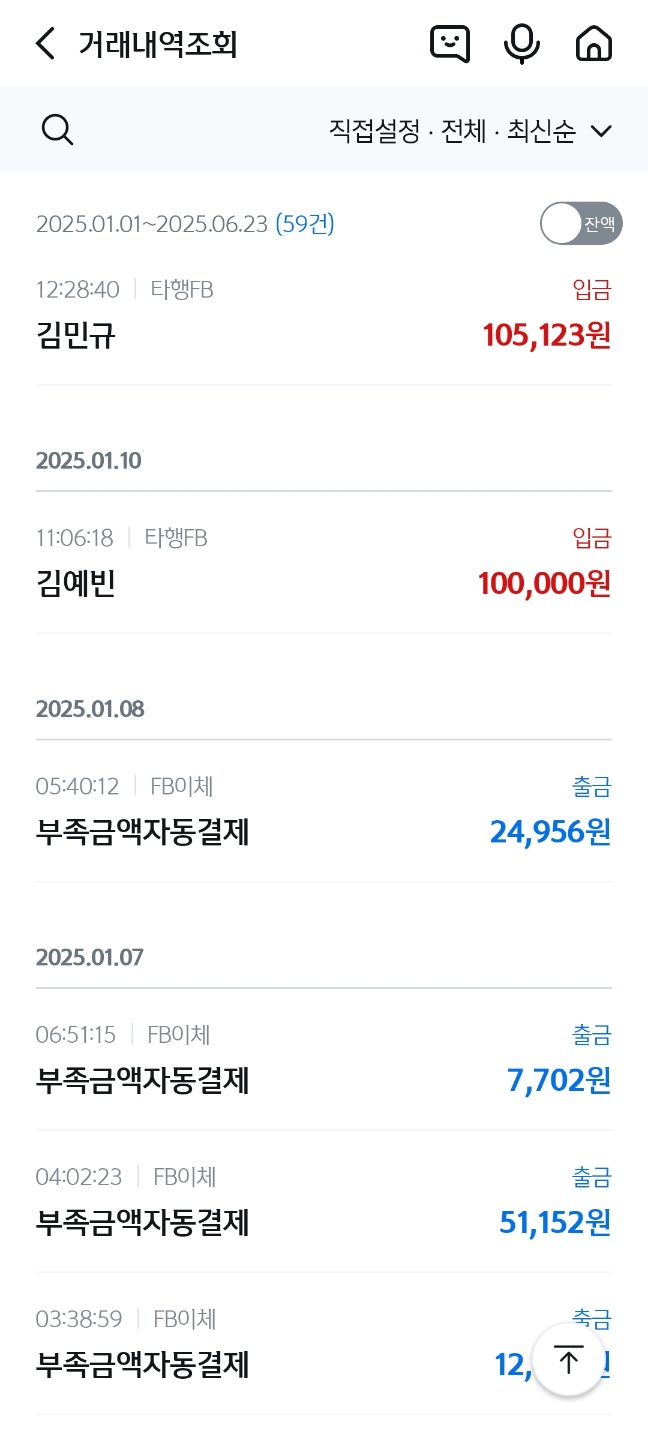 거래내역조회
직접설정 · 전체 · 최신순
2025.01.01~2025.06.23 (59건)
잔액
12:28:40 | 타행FB 입금
김민규 105,123원
2025.01.10
11:06:18 | 타행FB 입금
김예빈 100,000원
2025.01.08
05:40:12 | FB이체 출금
부족금액자동결제 24,956원
2025.01.07
06:51:15 | FB이체 출금
부족금액자동결제 7,702원
04:02:23 | FB이체 출금
부족금액자동결제 51,152원
03:38:59 | FB이체 출금
부족금액자동결제 12,